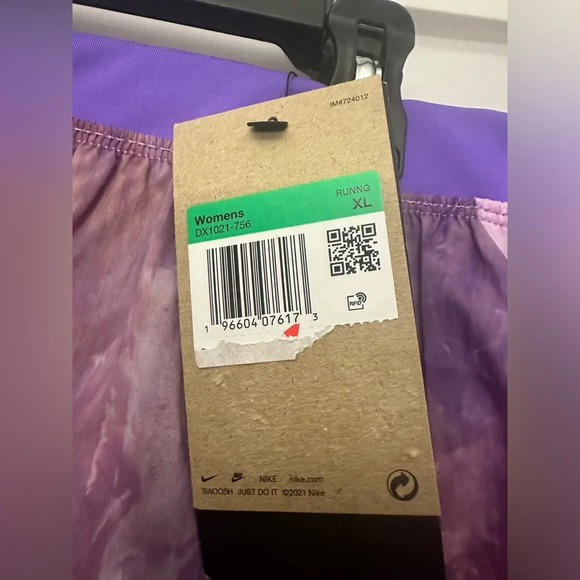 IM#724012
Womens RUNNG
DX1021-756 XL
RFID
1 96604 07617 3
NIKE nike.com
SWOOSH JUST DO IT ©2021 Nike